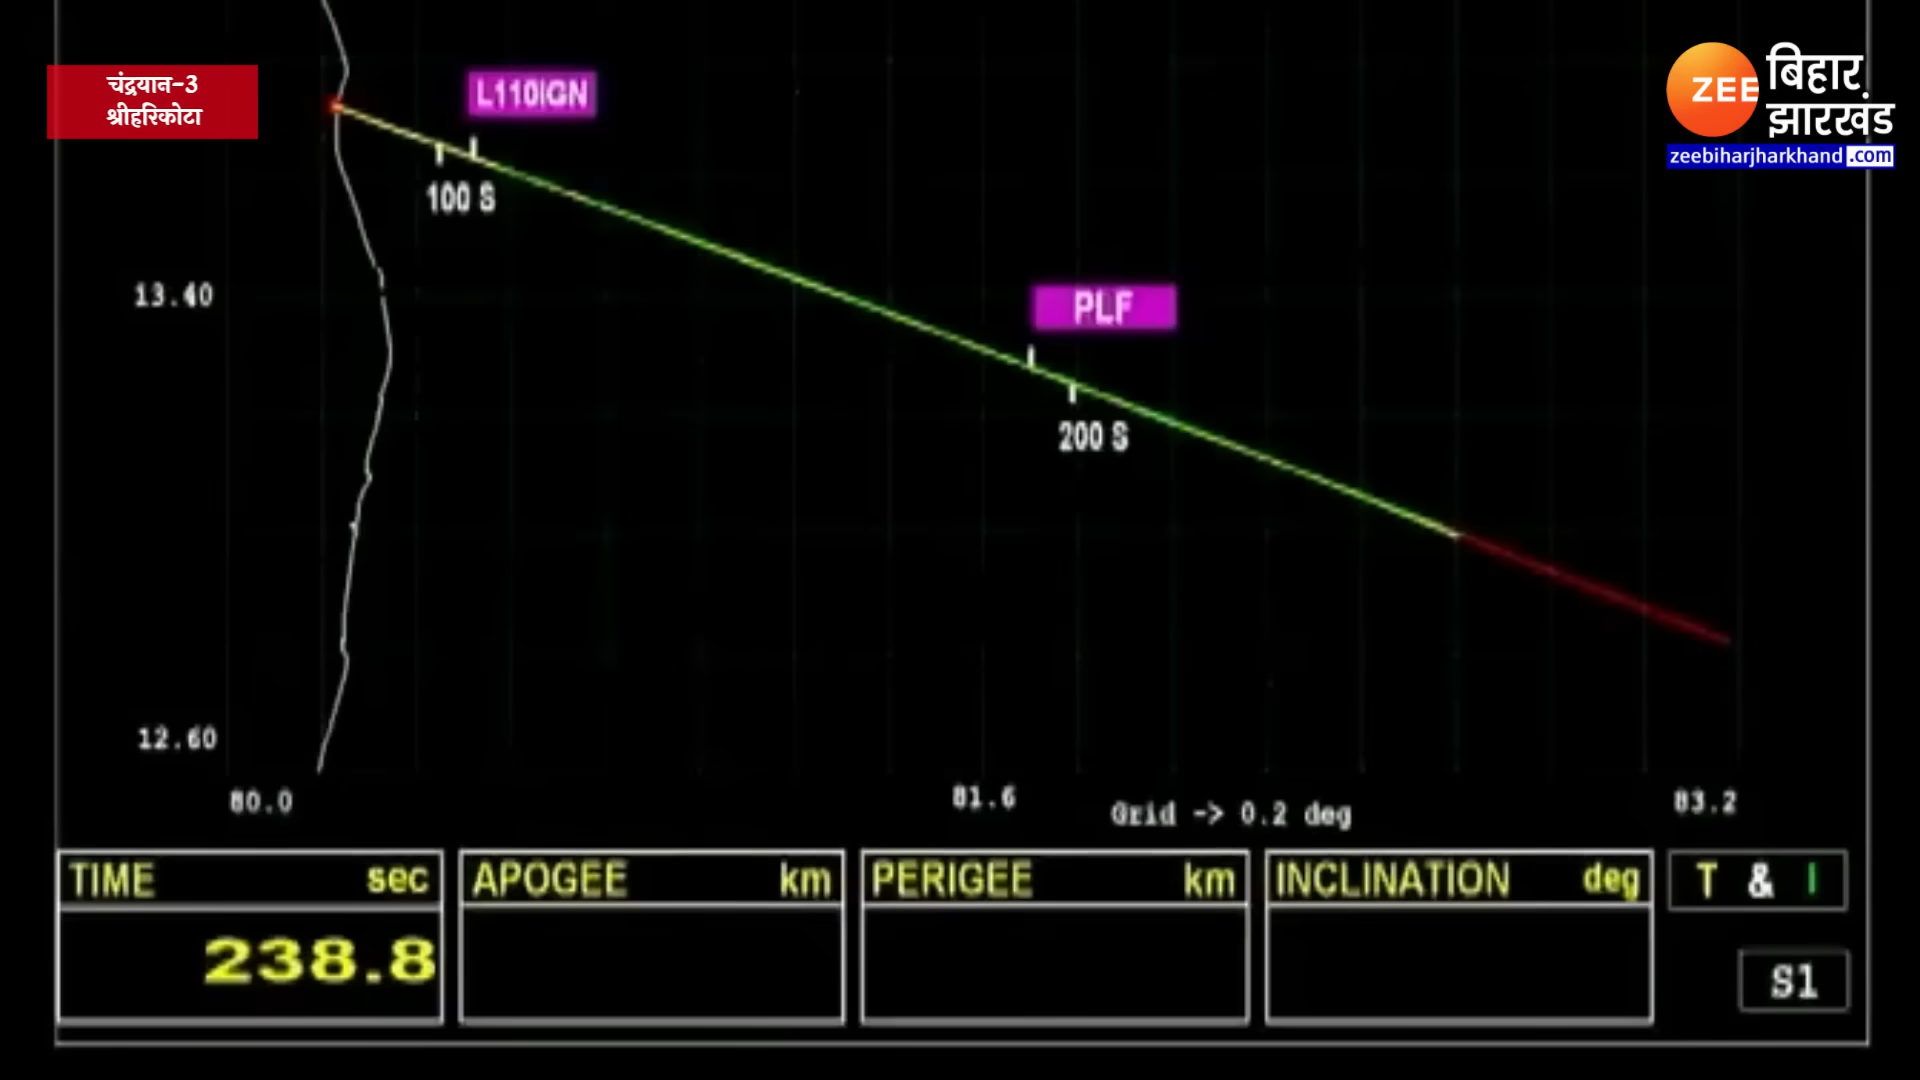 चंद्रयान-3
श्रीहरिकोटा
ZEE बिहार झारखंड
zeebiharjharkhand.com
L110IGN
100 S
13.40
PLF
200 S
12.60
80.0
81.6
Grid -> 0.2 deg
83.2
TIME sec
238.8
APOGEE km
PERIGEE km
INCLINATION deg
T & I
S1